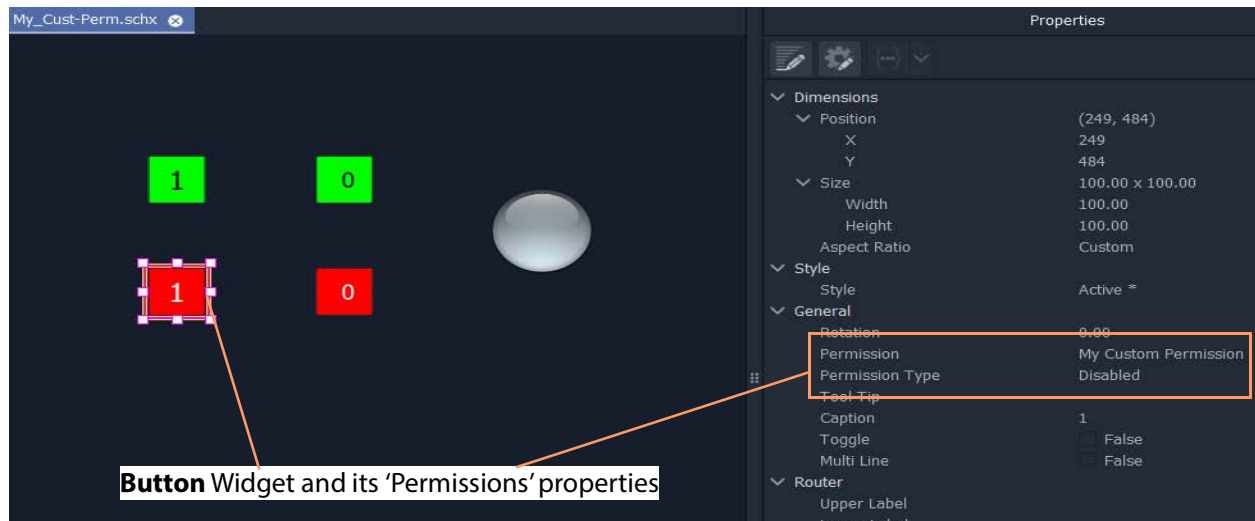 My_Cust-Perm.schx
Properties
Dimensions
Position (249, 484)
X 249
Y 484
Size 100.00 x 100.00
Width 100.00
Height 100.00
Aspect Ratio Custom
Style
Style Active *
General
Rotation 0.00
Permission My Custom Permission
Permission Type Disabled
Tool Tip
Caption 1
Toggle False
Multi Line False
Router
Upper Label
1 0
1 0
Button Widget and its ‘Permissions’ properties